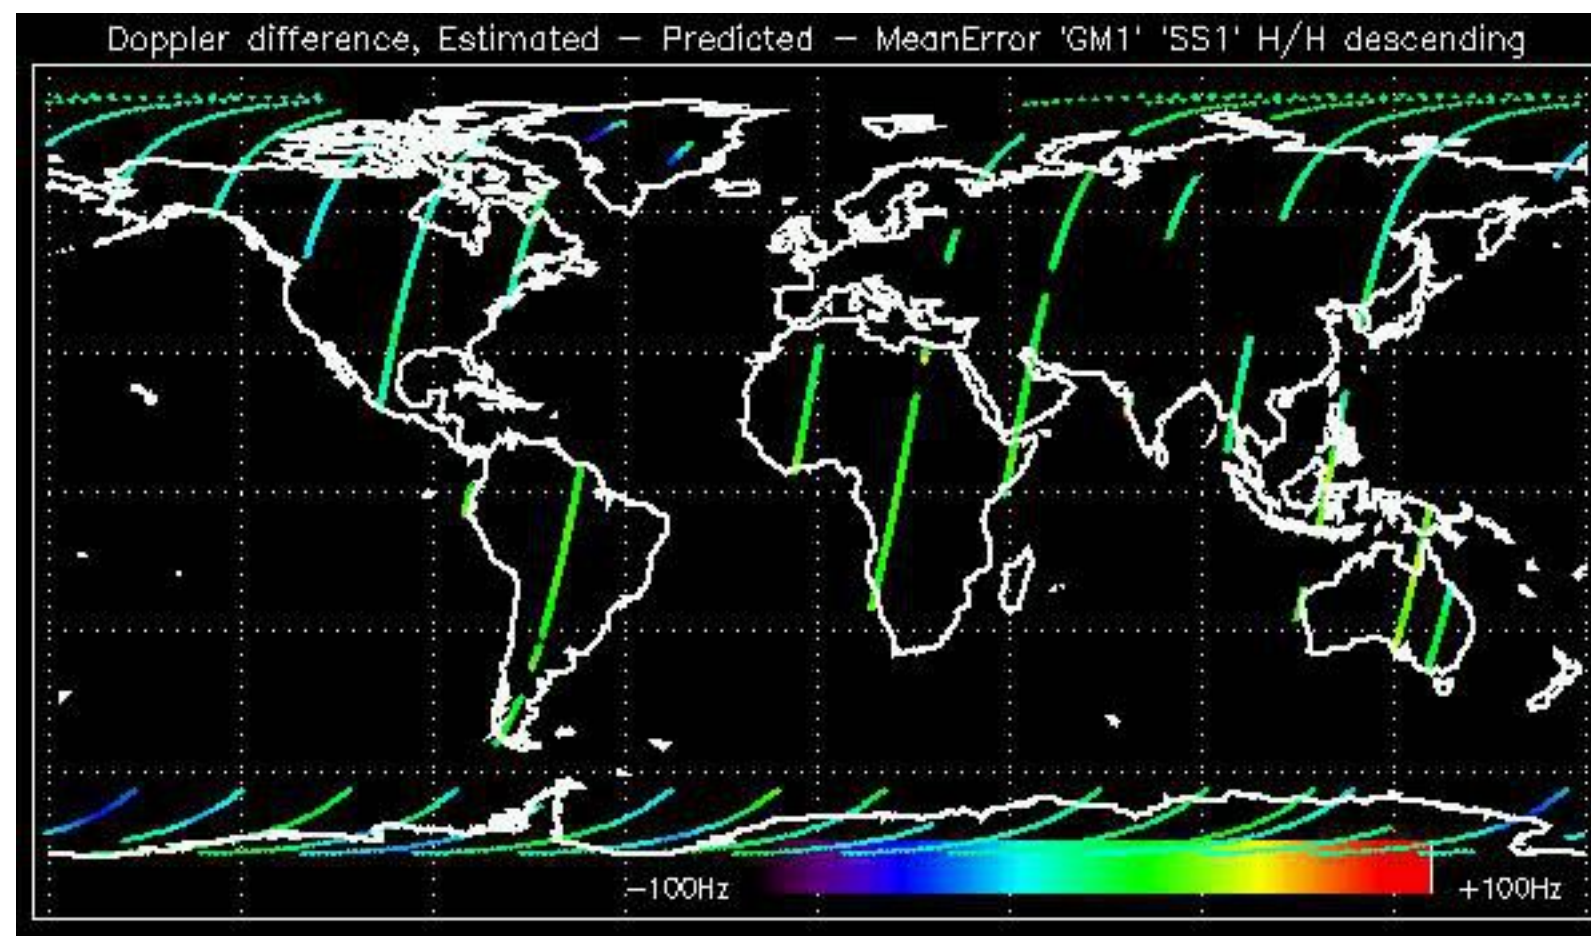 Doppler difference, Estimated – Predicted – MeanError 'GM1' 'SS1' H/H descending
−100Hz
+100Hz